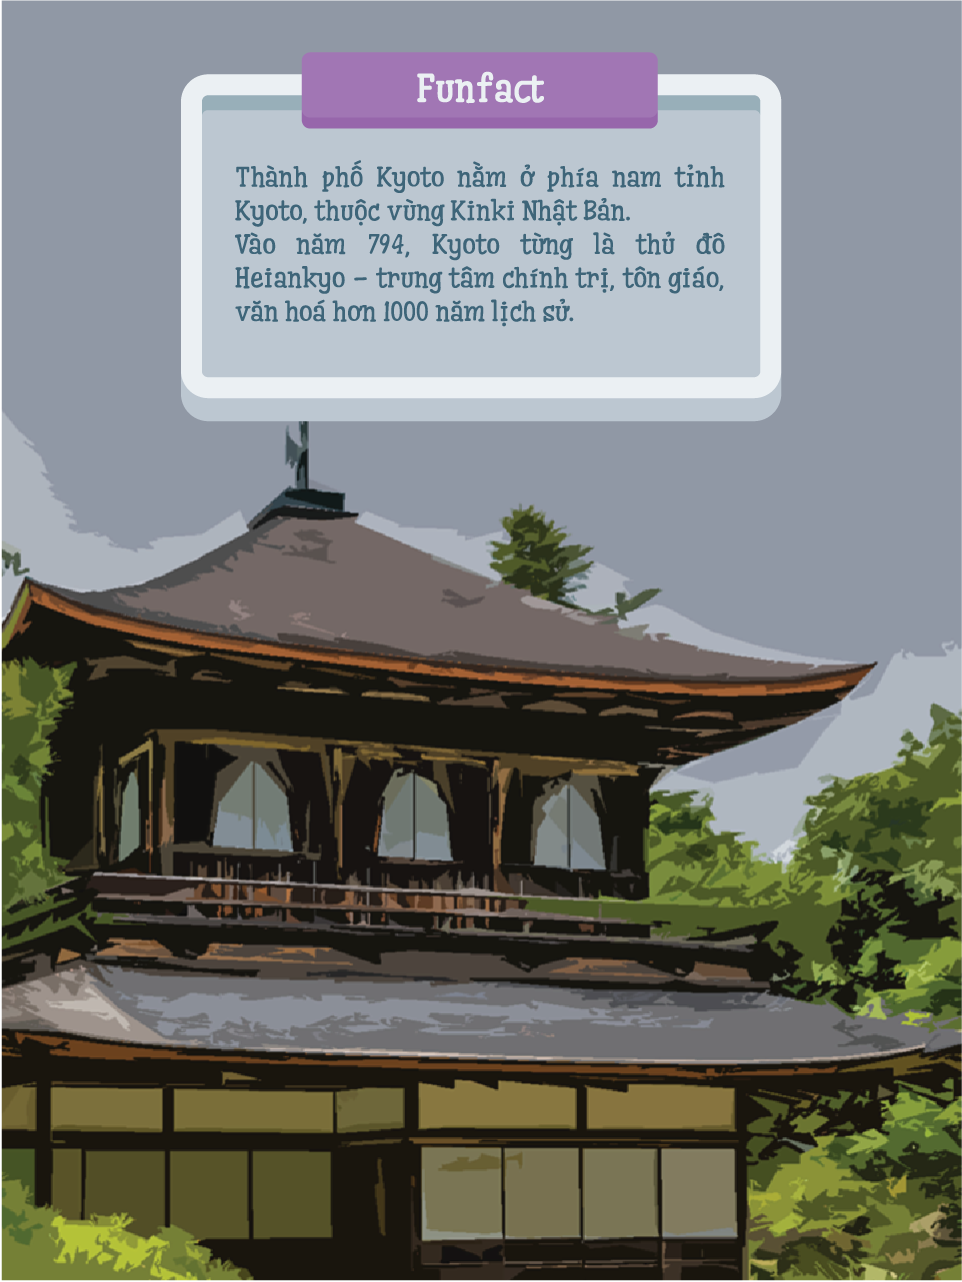 Funfact
Thành phố Kyoto nằm ở phía nam tỉnh
Kyoto, thuộc vùng Kinki Nhật Bản.
Vào năm 794, Kyoto từng là thủ đô
Heiankyo – trung tâm chính trị, tôn giáo,
văn hoá hơn 1000 năm lịch sử.